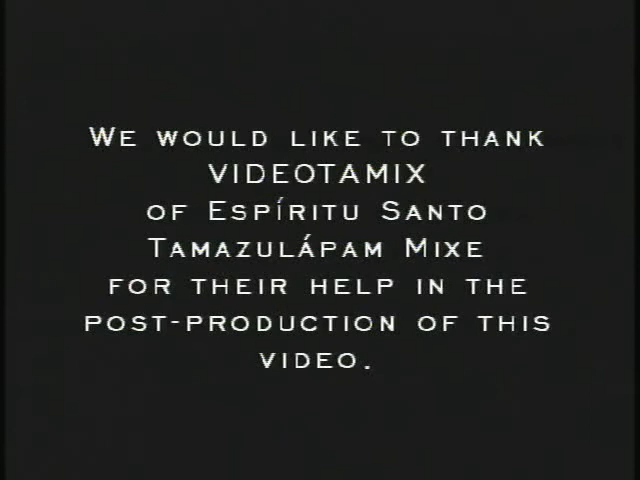 We would like to thank
VIDEOTAMIX
of Espíritu Santo
Tamazulápam Mixe
for their help in the
post-production of this
video.